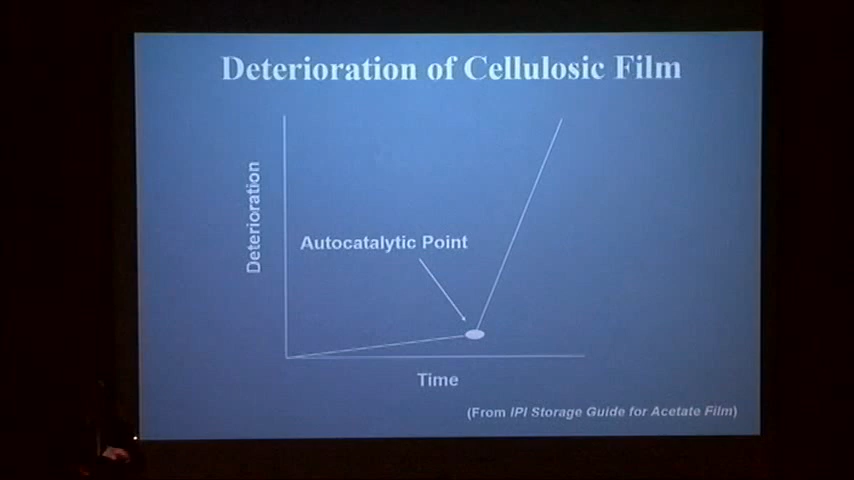 Deterioration of Cellulosic Film
Deterioration
Autocatalytic Point
Time
(From IPI Storage Guide for Acetate Film)